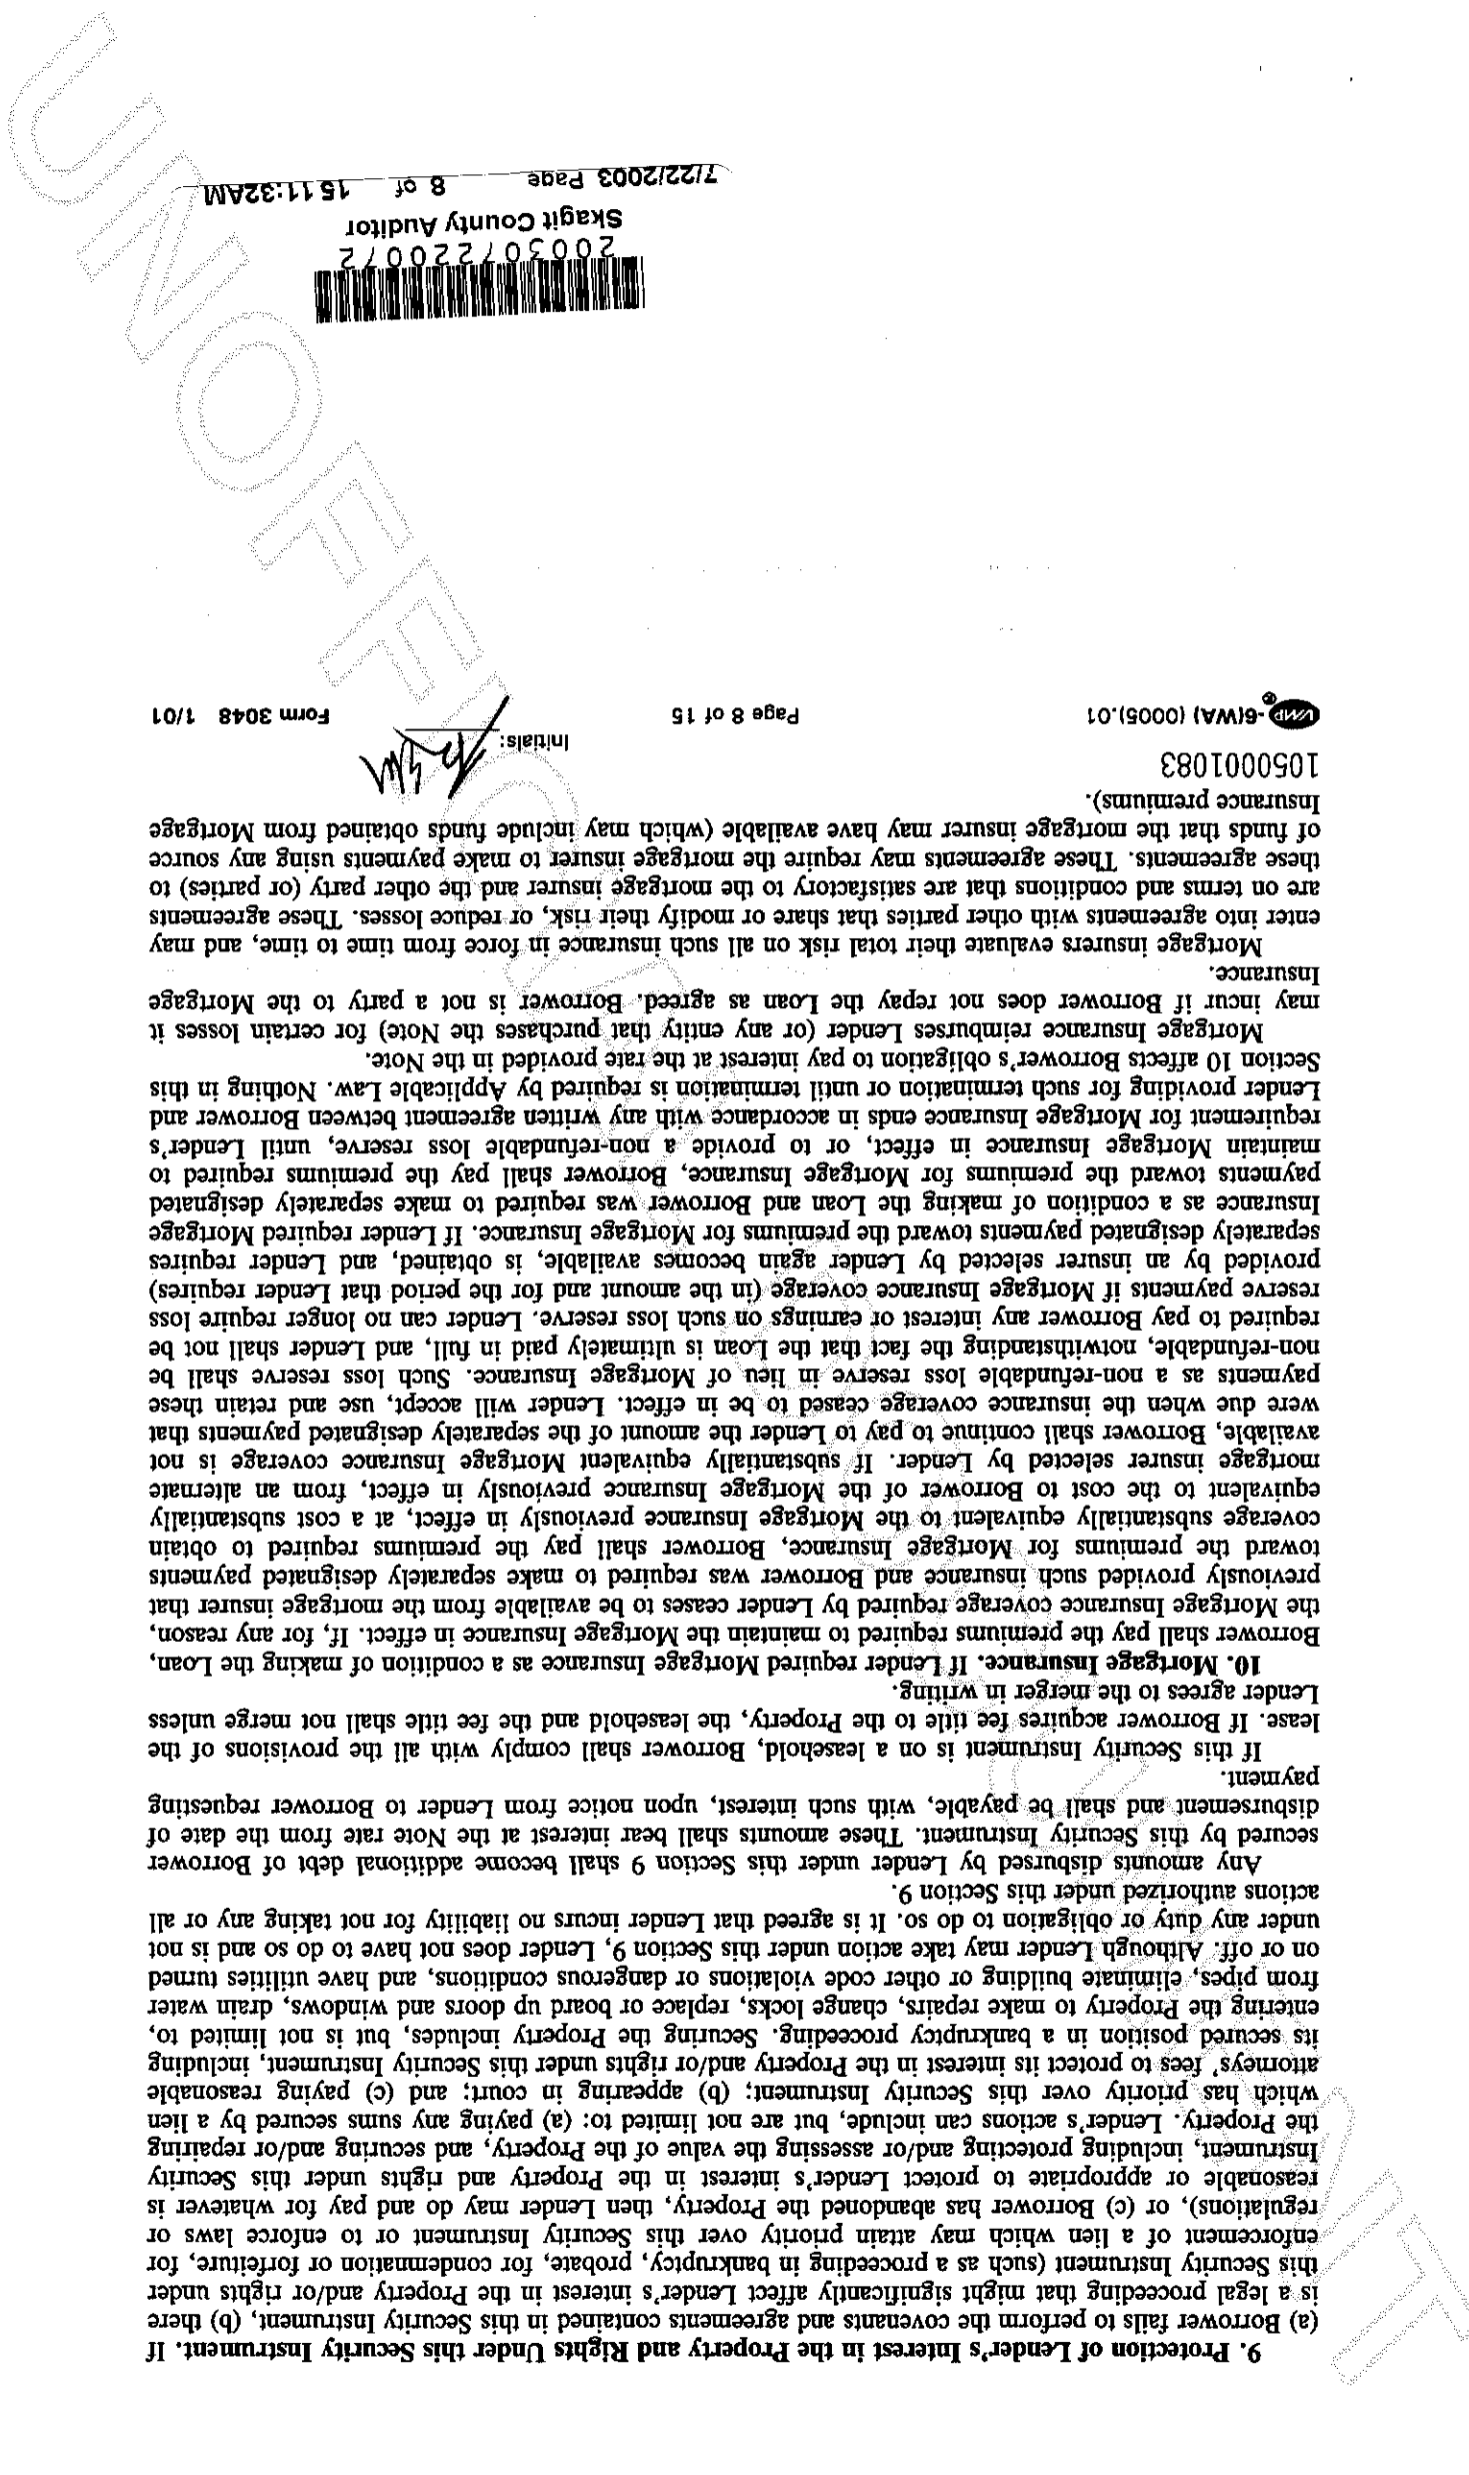 9. Protection of Lender's Interest in the Property and Rights Under this Security Instrument. If
(a) Borrower fails to perform the covenants and agreements contained in this Security Instrument, (b) there
is a legal proceeding that might significantly affect Lender's interest in the Property and/or rights under
this Security Instrument (such as a proceeding in bankruptcy, probate, for condemnation or forfeiture, for
enforcement of a lien which may attain priority over this Security Instrument or to enforce laws or
regulations), or (c) Borrower has abandoned the Property, then Lender may do and pay for whatever is
reasonable or appropriate to protect Lender's interest in the Property and rights under this Security
Instrument, including protecting and/or assessing the value of the Property, and securing and/or repairing
the Property. Lender's actions can include, but are not limited to: (a) paying any sums secured by a lien
which has priority over this Security Instrument; (b) appearing in court; and (c) paying reasonable
attorneys' fees to protect its interest in the Property and/or rights under this Security Instrument, including
its secured position in a bankruptcy proceeding. Securing the Property includes, but is not limited to,
entering the Property to make repairs, change locks, replace or board up doors and windows, drain water
from pipes, eliminate building or other code violations or dangerous conditions, and have utilities turned
on or off. Although Lender may take action under this Section 9, Lender does not have to do so and is not
under any duty or obligation to do so. It is agreed that Lender incurs no liability for not taking any or all
actions authorized under this Section 9.
Any amounts disbursed by Lender under this Section 9 shall become additional debt of Borrower
secured by this Security Instrument. These amounts shall bear interest at the Note rate from the date of
disbursement and shall be payable, with such interest, upon notice from Lender to Borrower requesting
payment.
If this Security Instrument is on a leasehold, Borrower shall comply with all the provisions of the
lease. If Borrower acquires fee title to the Property, the leasehold and the fee title shall not merge unless
Lender agrees to the merger in writing.
10. Mortgage Insurance. If Lender required Mortgage Insurance as a condition of making the Loan,
Borrower shall pay the premiums required to maintain the Mortgage Insurance in effect. If, for any reason,
the Mortgage Insurance coverage required by Lender ceases to be available from the mortgage insurer that
previously provided such insurance and Borrower was required to make separately designated payments
toward the premiums for Mortgage Insurance, Borrower shall pay the premiums required to obtain
coverage substantially equivalent to the Mortgage Insurance previously in effect, at a cost substantially
equivalent to the cost to Borrower of the Mortgage Insurance previously in effect, from an alternate
mortgage insurer selected by Lender. If substantially equivalent Mortgage Insurance coverage is not
available, Borrower shall continue to pay to Lender the amount of the separately designated payments that
were due when the insurance coverage ceased to be in effect. Lender will accept, use and retain these
payments as a non-refundable loss reserve in lieu of Mortgage Insurance. Such loss reserve shall be
non-refundable, notwithstanding the fact that the Loan is ultimately paid in full, and Lender shall not be
required to pay Borrower any interest or earnings on such loss reserve. Lender can no longer require loss
reserve payments if Mortgage Insurance coverage (in the amount and for the period that Lender requires)
provided by an insurer selected by Lender again becomes available, is obtained, and Lender requires
separately designated payments toward the premiums for Mortgage Insurance. If Lender required Mortgage
Insurance as a condition of making the Loan and Borrower was required to make separately designated
payments toward the premiums for Mortgage Insurance, Borrower shall pay the premiums required to
maintain Mortgage Insurance in effect, or to provide a non-refundable loss reserve, until Lender's
requirement for Mortgage Insurance ends in accordance with any written agreement between Borrower and
Lender providing for such termination or until termination is required by Applicable Law. Nothing in this
Section 10 affects Borrower's obligation to pay interest at the rate provided in the Note.
Mortgage Insurance reimburses Lender (or any entity that purchases the Note) for certain losses it
may incur if Borrower does not repay the Loan as agreed. Borrower is not a party to the Mortgage
Insurance.
Mortgage insurers evaluate their total risk on all such insurance in force from time to time, and may
enter into agreements with other parties that share or modify their risk, or reduce losses. These agreements
are on terms and conditions that are satisfactory to the mortgage insurer and the other party (or parties) to
these agreements. These agreements may require the mortgage insurer to make payments using any source
of funds that the mortgage insurer may have available (which may include funds obtained from Mortgage
Insurance premiums).
1050001083
Initials:
VMP®-6(WA) (0005).01 Page 8 of 15 Form 3048 1/01
200307220072
Skagit County Auditor
7/22/2003 Page 8 of 15 11:32AM
UNOFFICIAL DOCUMENT